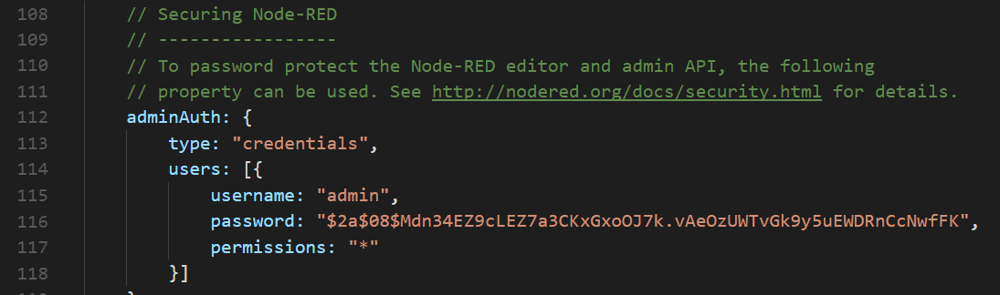 108 // Securing Node-RED
109 // -----------------
110 // To password protect the Node-RED editor and admin API, the following
111 // property can be used. See http://nodered.org/docs/security.html for details.
112 adminAuth: {
113 type: "credentials",
114 users: [{
115 username: "admin",
116 password: "$2a$08$Mdn34EZ9cLEZ7a3CKxGxoOJ7k.vAeOzUWTvGk9y5uEWDRnCcNwfFK",
117 permissions: "*"
118 }]